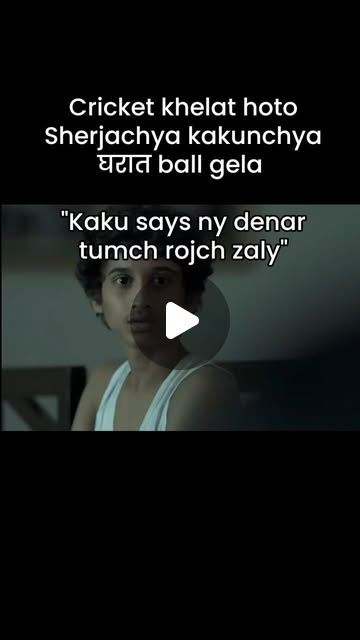 Cricket khelat hoto
Sherjachya kakunchya
घरात ball gela
"Kaku says ny denar
tumch rojch zaly"